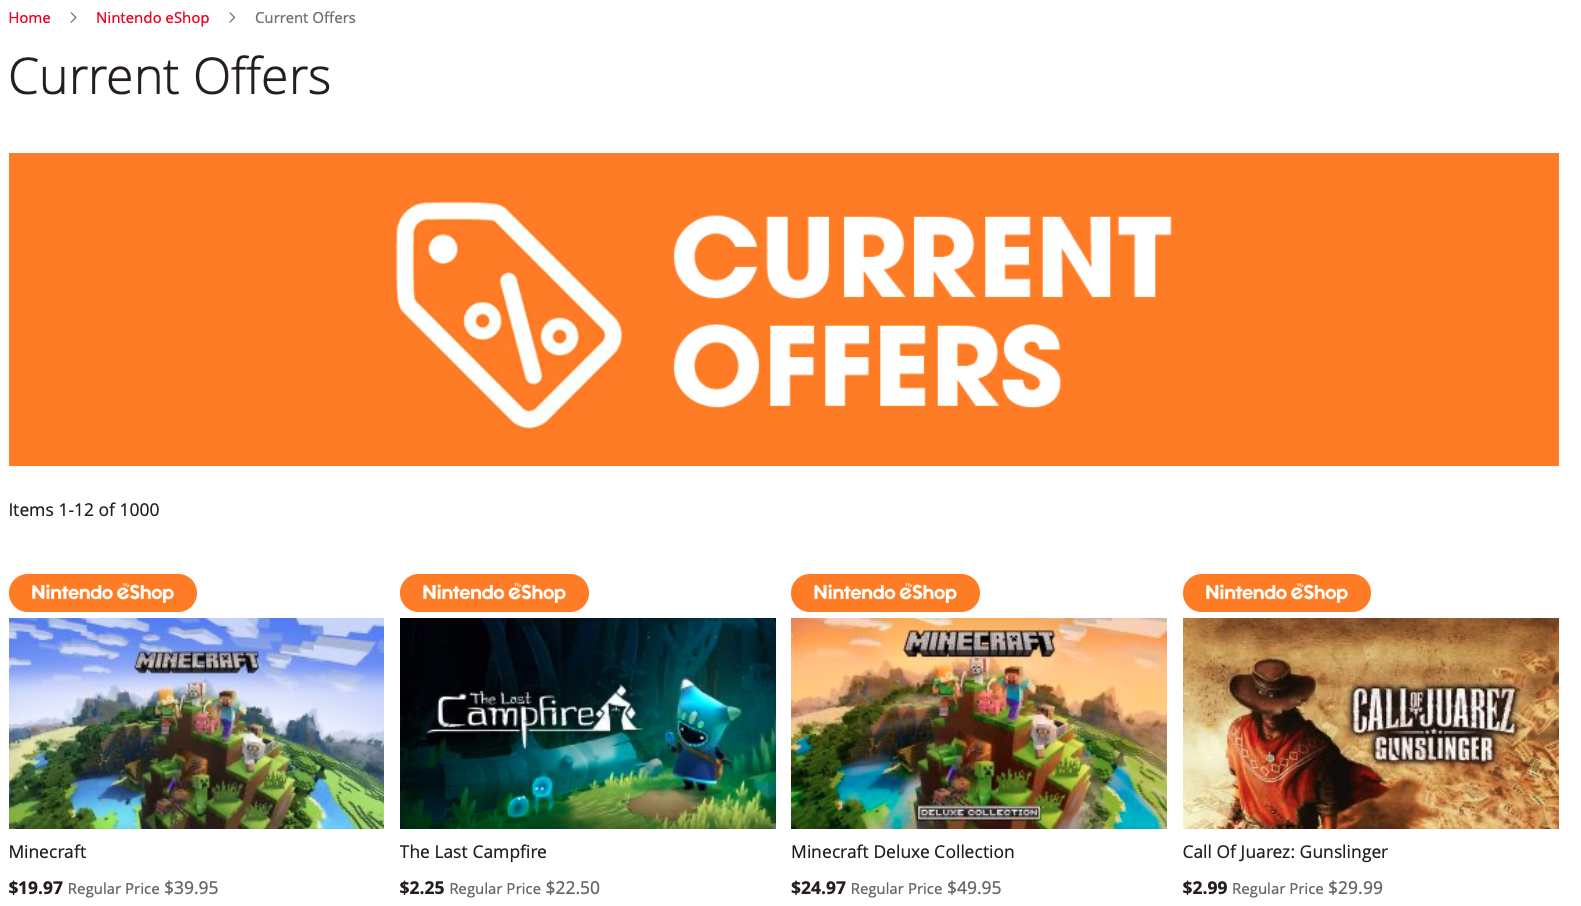 Home > Nintendo eShop > Current Offers
Current Offers
CURRENT
OFFERS
Items 1-12 of 1000
Nintendo eShop
Nintendo eShop
Nintendo eShop
Nintendo eShop
MINECRAFT
The Last
Campfire
MINECRAFT
DELUXE COLLECTION
CALL OF JUAREZ
GUNSLINGER
Minecraft
The Last Campfire
Minecraft Deluxe Collection
Call Of Juarez: Gunslinger
$19.97 Regular Price $39.95
$2.25 Regular Price $22.50
$24.97 Regular Price $49.95
$2.99 Regular Price $29.99